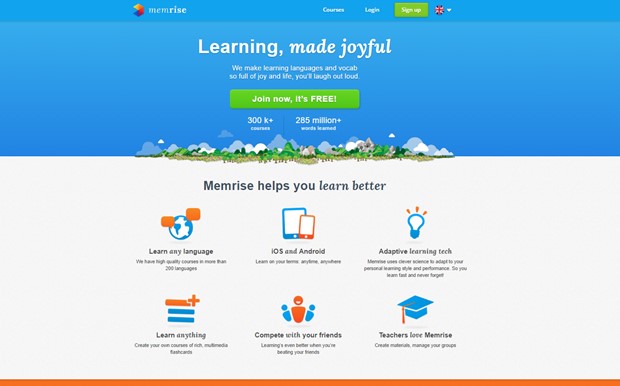 memrise
Courses Login Sign up
Learning, made joyful
We make learning languages and vocab
so full of joy and life, you'll laugh out loud.
Join now, it's FREE!
300 k+ 285 million+
courses words learned
Memrise helps you learn better
Learn any language iOS and Android Adaptive learning tech
We have high quality courses in more than
200 languages
Learn on your terms: anytime, anywhere
Memrise uses clever science to adapt to your
personal learning style and performance. So you
learn fast and never forget!
Learn anything Compete with your friends Teachers love Memrise
Create your own courses of rich, multimedia
flashcards
Learning's even better when you're
beating your friends
Create materials, manage your groups